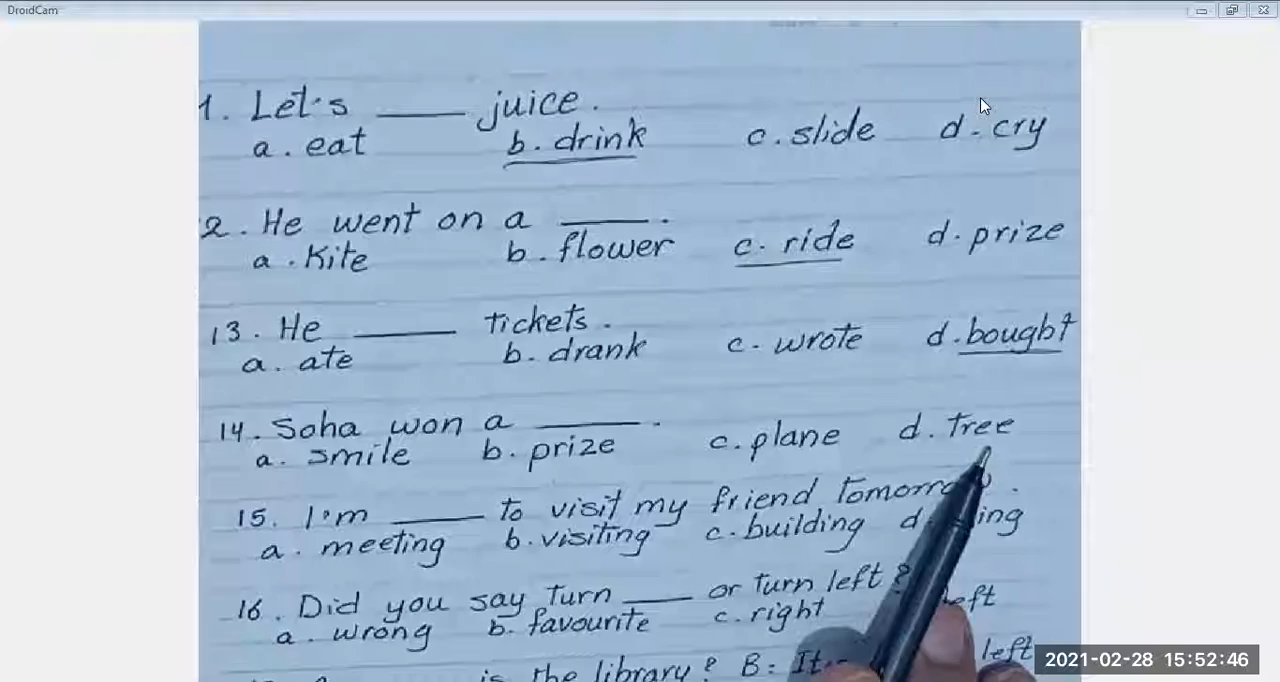 DroidCam
1. Let's ____ juice.
a. eat b. drink c. slide d. cry
2. He went on a ____.
a. Kite b. flower c. ride d. prize
13. He ____ tickets.
a. ate b. drank c. wrote d. bought
14. Soha won a ____.
a. smile b. prize c. plane d. tree
15. I'm ____ to visit my friend
a. meeting b. visiting c. building d.
16. Did you say turn ____ or turn left?
a. wrong b. favourite c. right left
is the library? B: left
2021-02-28 15:52:46